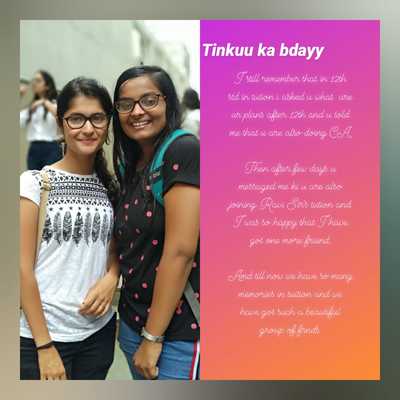 Tinkuu ka bdayy
I still remember that in 12th
std in tution i asked u what are
ur plans after 12th and u told
me that u are also doing CA.
Then after few days u
messaged me ki u are also
joining Ravi Sir's tution and
I was so happy that I have
got one more friend.
And till now we have so many
memories in tuition and we
have got such a beautiful
group of frnds.